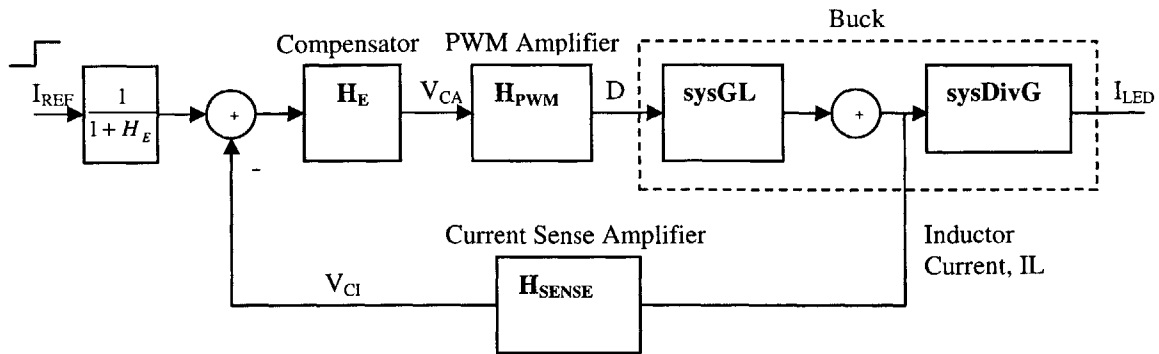 Buck
Compensator
PWM Amplifier
I_REF
1
1 + H_E
+
H_E
V_CA
H_PWM
D
sysGL
+
sysDivG
I_LED
-
Current Sense Amplifier
Inductor
Current, IL
V_CI
H_SENSE